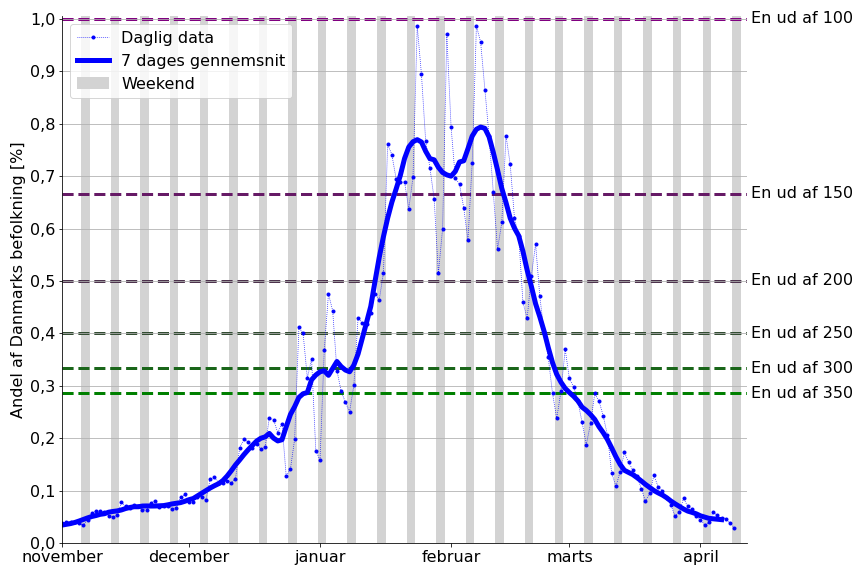 1,0
0,9
0,8
0,7
0,6
0,5
0,4
0,3
0,2
0,1
0,0
Andel af Danmarks befolkning [%]
Daglig data
7 dages gennemsnit
Weekend
En ud af 100
En ud af 150
En ud af 200
En ud af 250
En ud af 300
En ud af 350
november
december
januar
februar
marts
april